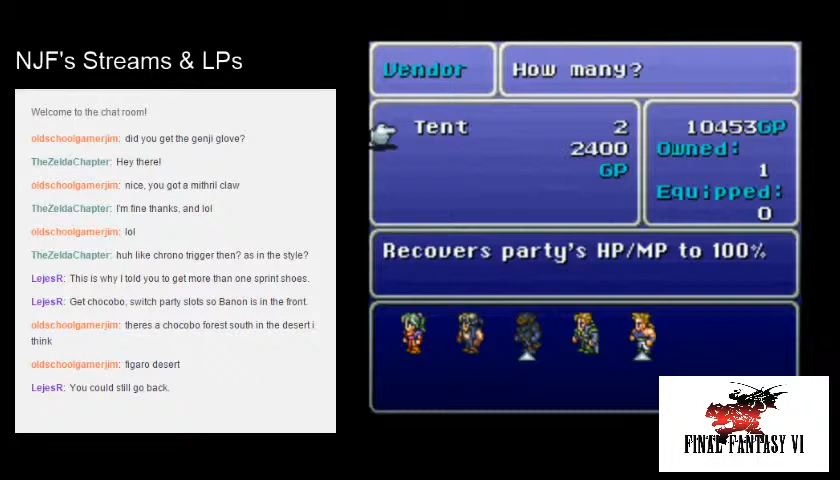 NJF's Streams & LPs
Welcome to the chat room!
oldschoolgamerjim: did you get the genji glove?
TheZeldaChapter: Hey there!
oldschoolgamerjim: nice, you got a mithril claw
TheZeldaChapter: I'm fine thanks, and lol
oldschoolgamerjim: lol
TheZeldaChapter: huh like chrono trigger then? as in the style?
LejesR: This is why I told you to get more than one sprint shoes.
LejesR: Get chocobo, switch party slots so Banon is in the front.
oldschoolgamerjim: theres a chocobo forest south in the desert i
think
oldschoolgamerjim: figaro desert
LejesR: You could still go back.
Vendor
How many?
Tent 2
2400
GP
10453GP
Owned:
1
Equipped:
0
Recovers party's HP/MP to 100%
FINAL FANTASY VI